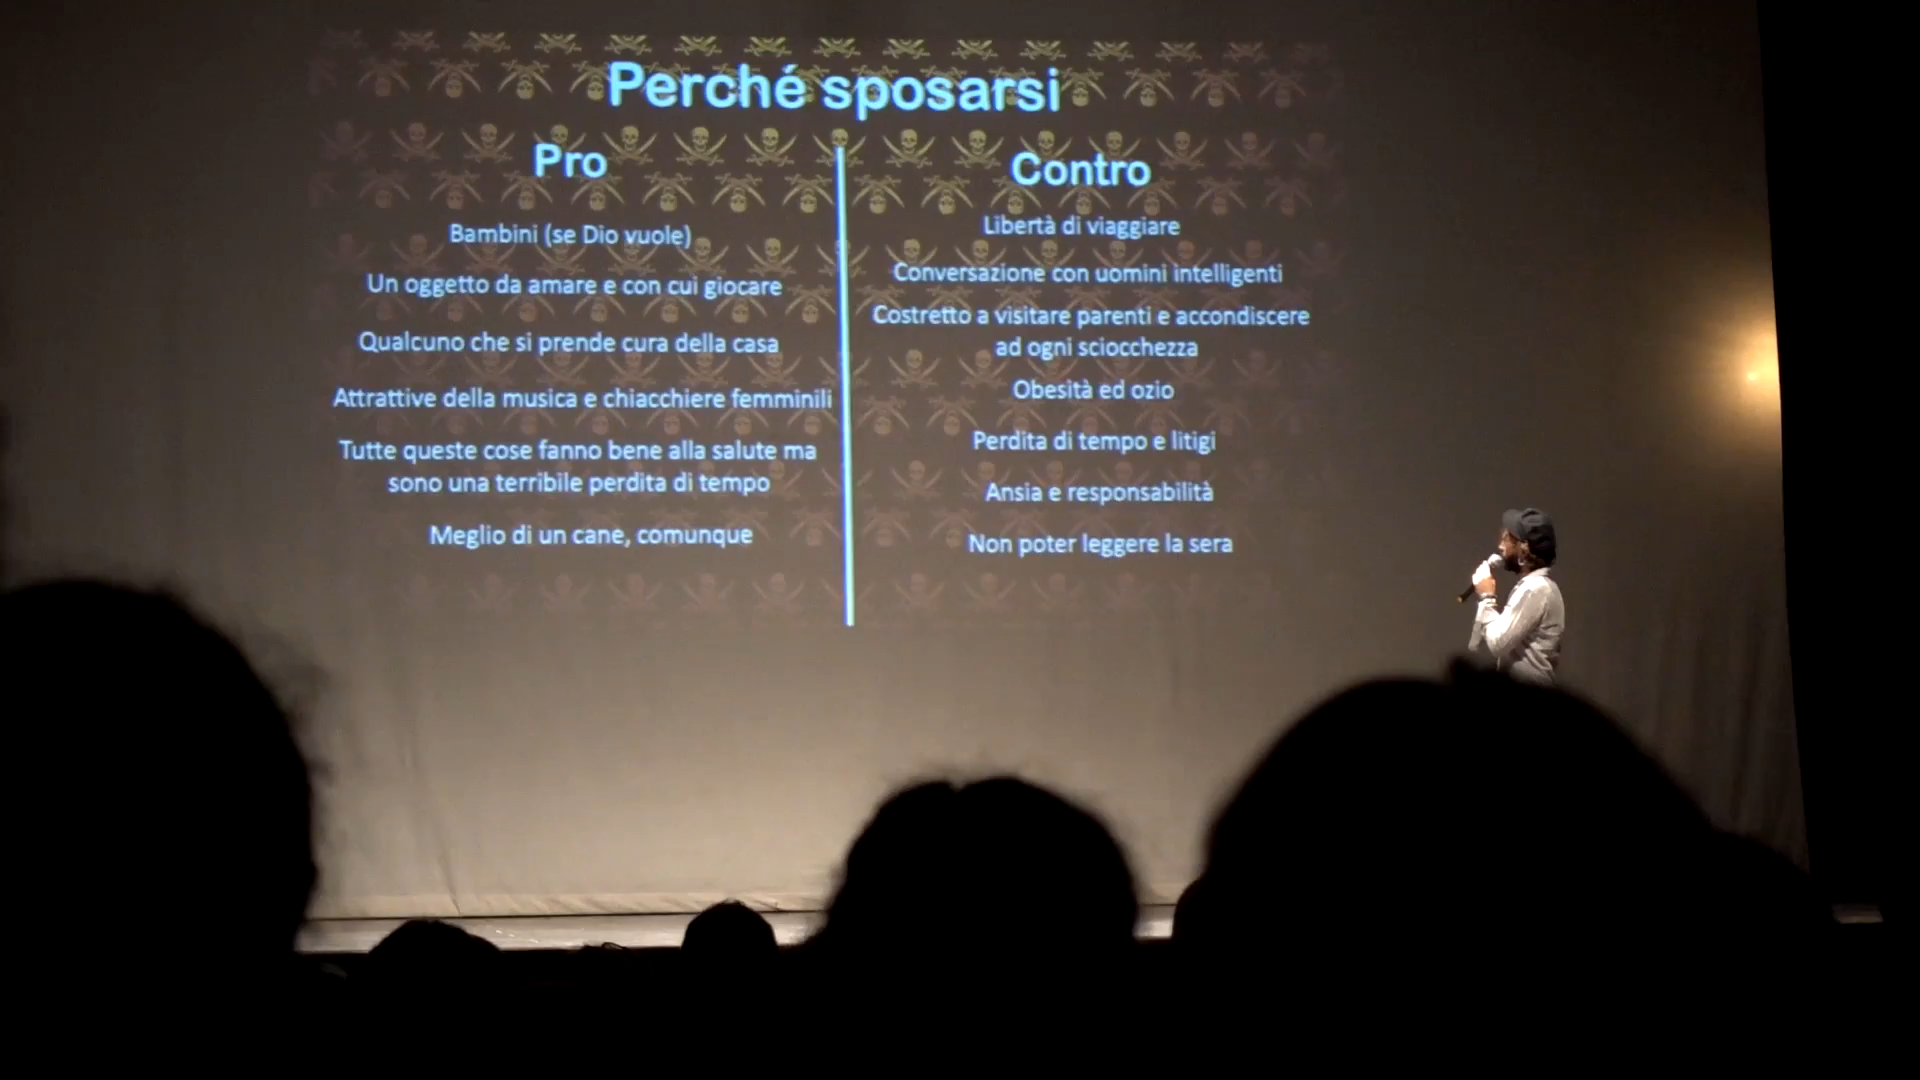 Perché sposarsi
Pro
Bambini (se Dio vuole)
Un oggetto da amare e con cui giocare
Qualcuno che si prende cura della casa
Attrattive della musica e chiacchiere femminili
Tutte queste cose fanno bene alla salute ma
sono una terribile perdita di tempo
Meglio di un cane, comunque
Contro
Libertà di viaggiare
Conversazione con uomini intelligenti
Costretto a visitare parenti e accondiscere
ad ogni sciocchezza
Obesità ed ozio
Perdita di tempo e litigi
Ansia e responsabilità
Non poter leggere la sera